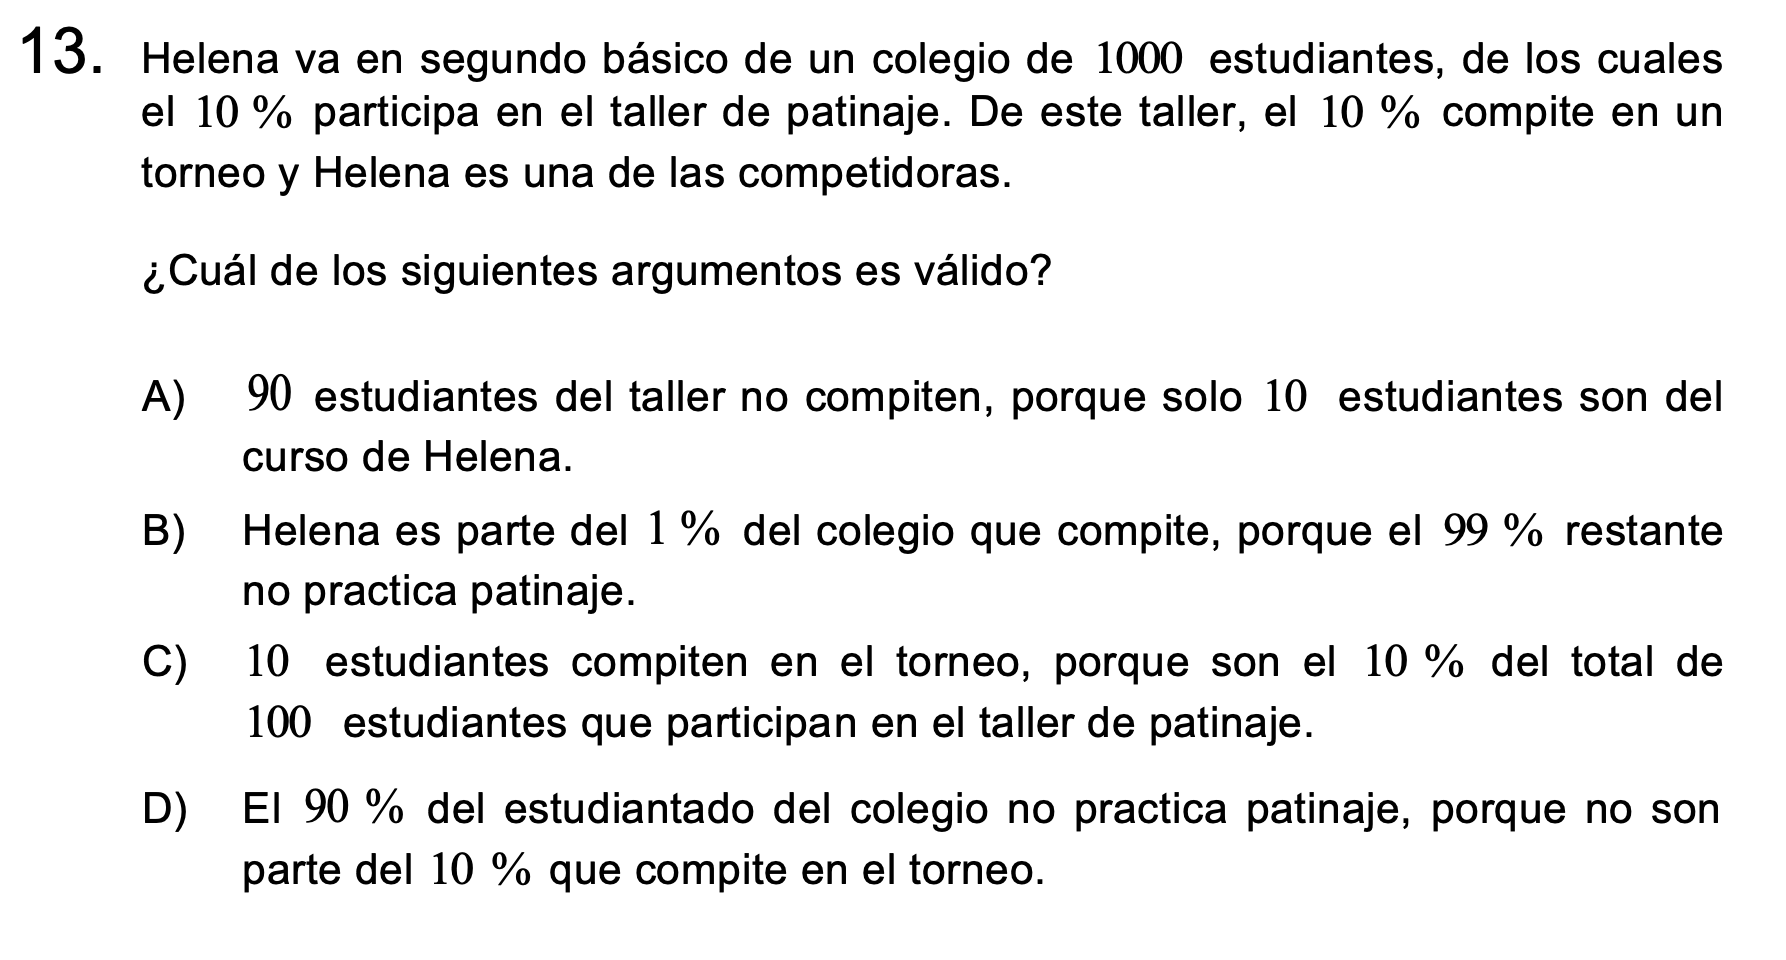 13. Helena va en segundo básico de un colegio de 1000 estudiantes, de los cuales
el 10 % participa en el taller de patinaje. De este taller, el 10 % compite en un
torneo y Helena es una de las competidoras.
¿Cuál de los siguientes argumentos es válido?
A) 90 estudiantes del taller no compiten, porque solo 10 estudiantes son del
curso de Helena.
B) Helena es parte del 1 % del colegio que compite, porque el 99 % restante
no practica patinaje.
C) 10 estudiantes compiten en el torneo, porque son el 10 % del total de
100 estudiantes que participan en el taller de patinaje.
D) El 90 % del estudiantado del colegio no practica patinaje, porque no son
parte del 10 % que compite en el torneo.